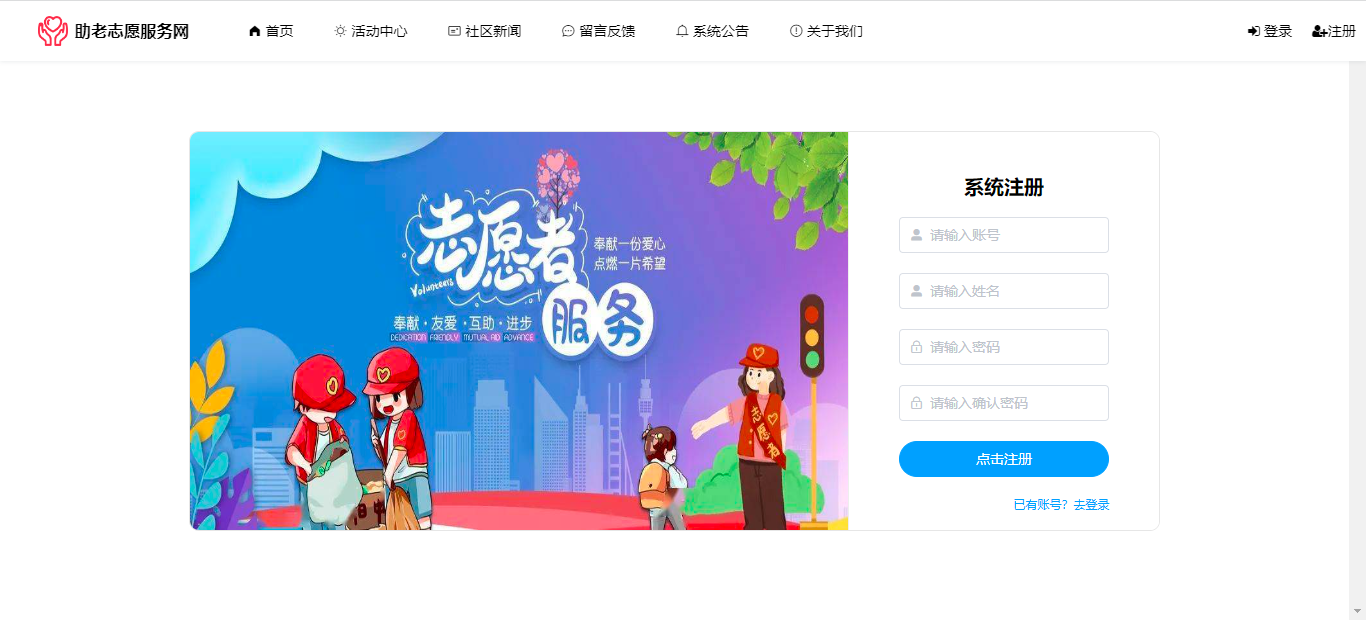 助老志愿服务网 首页 活动中心 社区新闻 留言反馈 系统公告 关于我们 登录 注册
志愿者
服务
Volunteers
奉献一份爱心
点燃一片希望
奉献·友爱·互助·进步
DEDICATION FRIENDLY MUTUAL AID ADVANCE
志愿者
旧
系统注册
请输入账号
请输入姓名
请输入密码
请输入确认密码
点击注册
已有账号？去登录